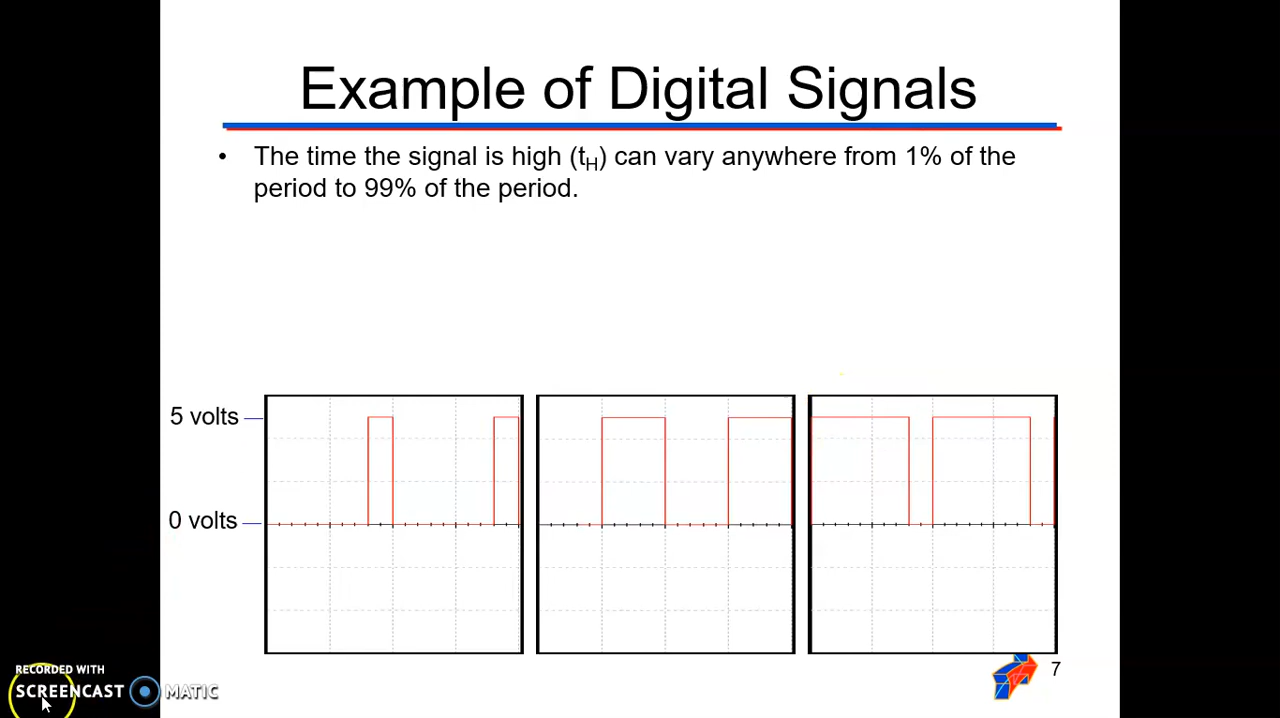 Example of Digital Signals
• The time the signal is high (tH) can vary anywhere from 1% of the
period to 99% of the period.
5 volts
0 volts
7
RECORDED WITH
SCREENCAST MATIC